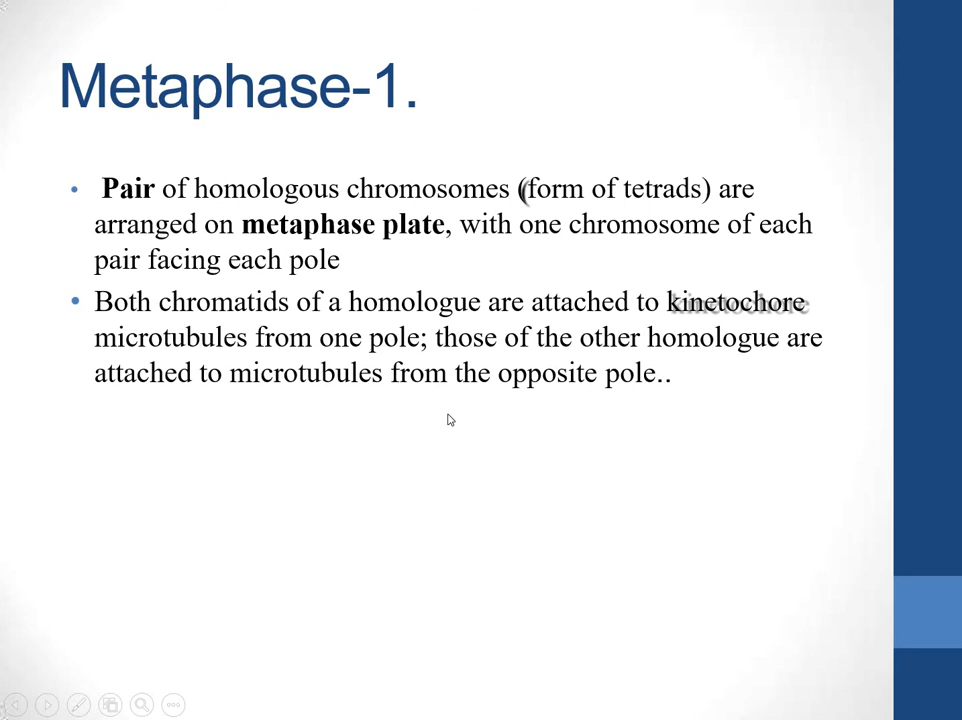 Metaphase-1.
• Pair of homologous chromosomes (form of tetrads) are
arranged on metaphase plate, with one chromosome of each
pair facing each pole
• Both chromatids of a homologue are attached to kinetochore
microtubules from one pole; those of the other homologue are
attached to microtubules from the opposite pole..